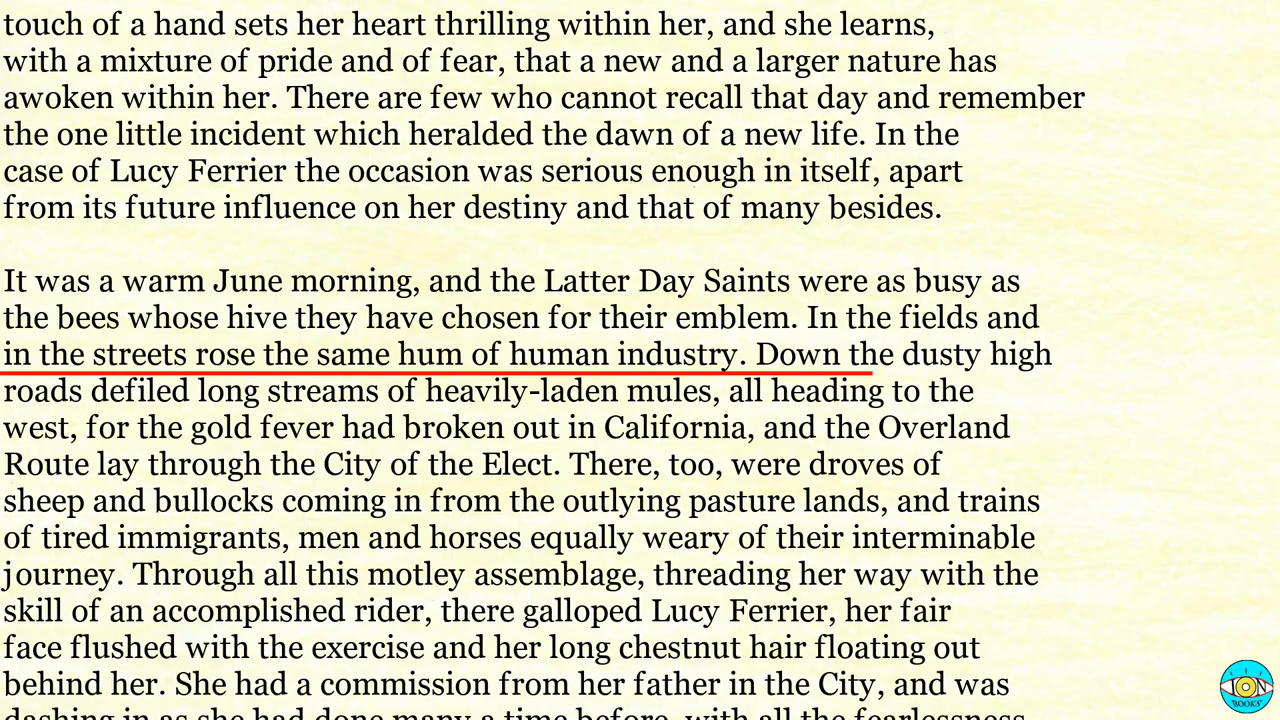 touch of a hand sets her heart thrilling within her, and she learns,
with a mixture of pride and of fear, that a new and a larger nature has
awoken within her. There are few who cannot recall that day and remember
the one little incident which heralded the dawn of a new life. In the
case of Lucy Ferrier the occasion was serious enough in itself, apart
from its future influence on her destiny and that of many besides.
It was a warm June morning, and the Latter Day Saints were as busy as
the bees whose hive they have chosen for their emblem. In the fields and
in the streets rose the same hum of human industry. Down the dusty high
roads defiled long streams of heavily-laden mules, all heading to the
west, for the gold fever had broken out in California, and the Overland
Route lay through the City of the Elect. There, too, were droves of
sheep and bullocks coming in from the outlying pasture lands, and trains
of tired immigrants, men and horses equally weary of their interminable
journey. Through all this motley assemblage, threading her way with the
skill of an accomplished rider, there galloped Lucy Ferrier, her fair
face flushed with the exercise and her long chestnut hair floating out
behind her. She had a commission from her father in the City, and was
dashing in as she had done many a time before, with all the fearlessness
ION
BOOKS